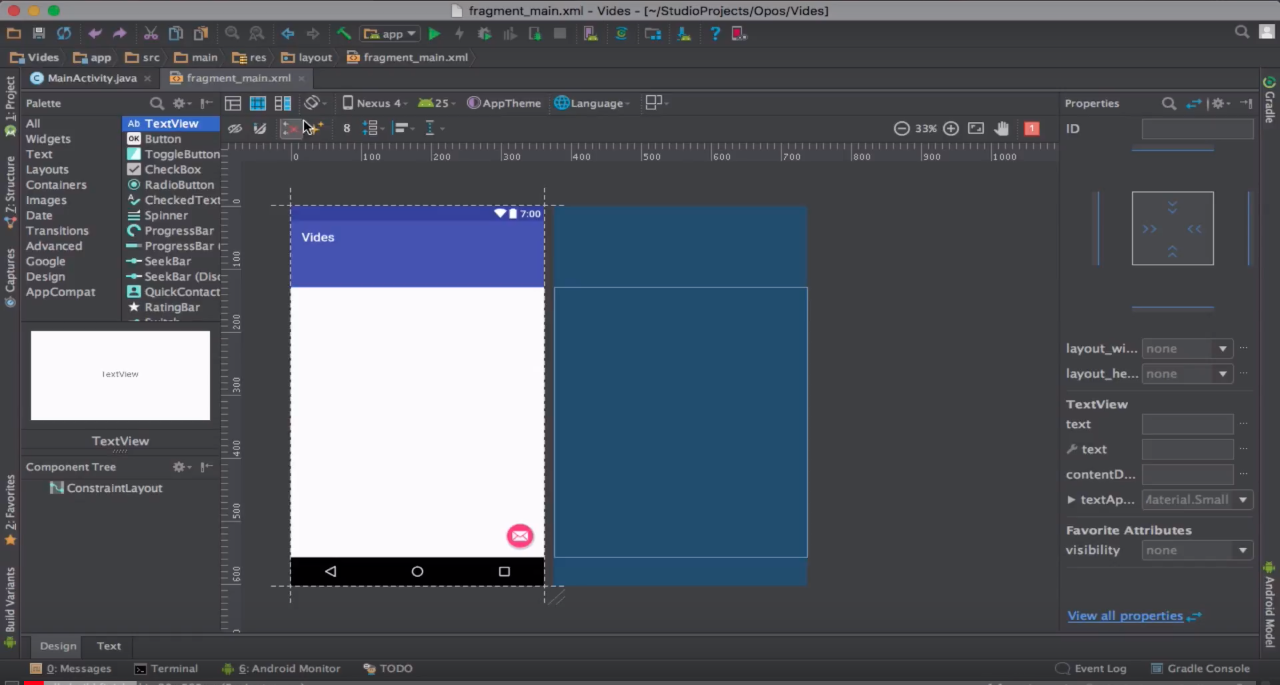 fragment_main.xml - Vides - [~/StudioProjects/Opos/Vides]
app
Vides app src main res layout fragment_main.xml
MainActivity.java fragment_main.xml
1: Project
Z: Structure
Captures
2: Favorites
Build Variants
Palette
All
Widgets
Text
Layouts
Containers
Images
Date
Transitions
Advanced
Google
Design
AppCompat
Ab TextView
OK Button
ToggleButton
CheckBox
RadioButton
CheckedText
Spinner
ProgressBar
ProgressBar (
SeekBar
SeekBar (Disc
QuickContact
RatingBar
Switch
TextView
TextView
Component Tree
ConstraintLayout
Nexus 4 25 AppTheme Language
8
33%
1
0 100 200 300 400 500 600 700 800 900 1000
0
100
200
300
400
500
600
7:00
Vides
Properties
ID
layout_wi... none
layout_he... none
TextView
text
text
contentD...
textAp... Material.Small
Favorite Attributes
visibility none
View all properties
Gradle
Android Model
Design Text
0: Messages Terminal 6: Android Monitor TODO Event Log Gradle Console